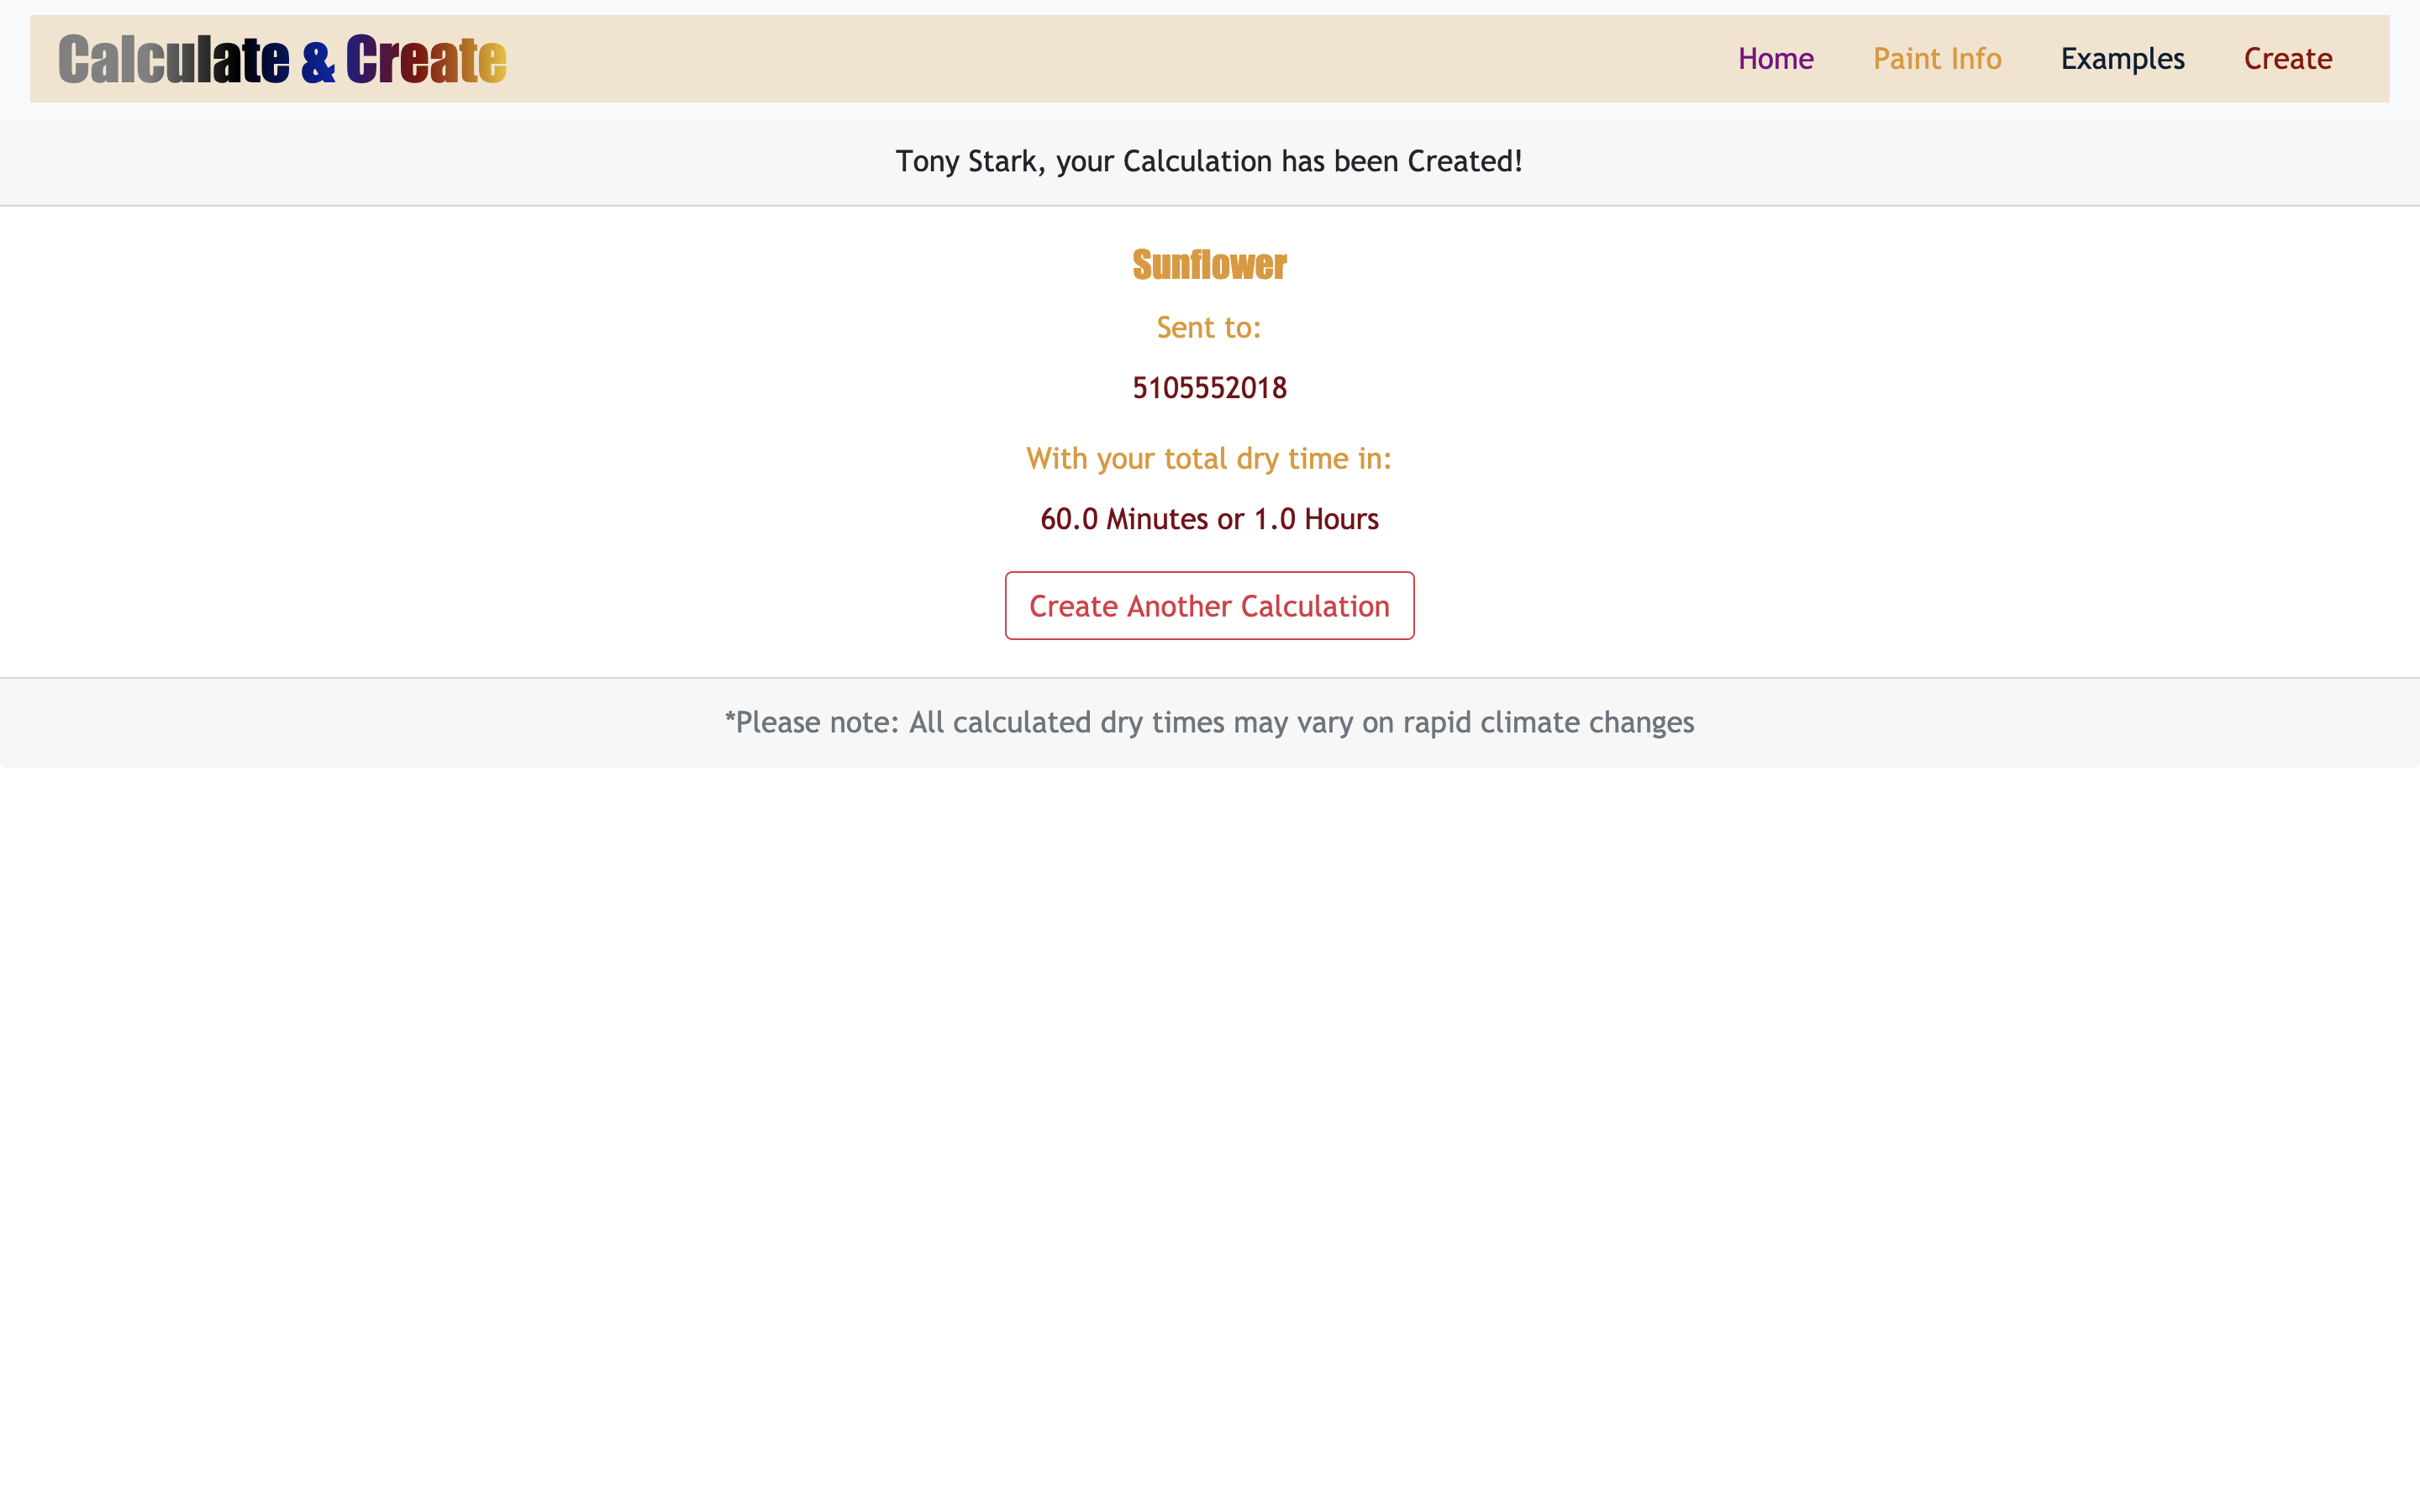 Calculate & Create
Home Paint Info Examples Create
Tony Stark, your Calculation has been Created!
Sunflower
Sent to:
5105552018
With your total dry time in:
60.0 Minutes or 1.0 Hours
Create Another Calculation
*Please note: All calculated dry times may vary on rapid climate changes